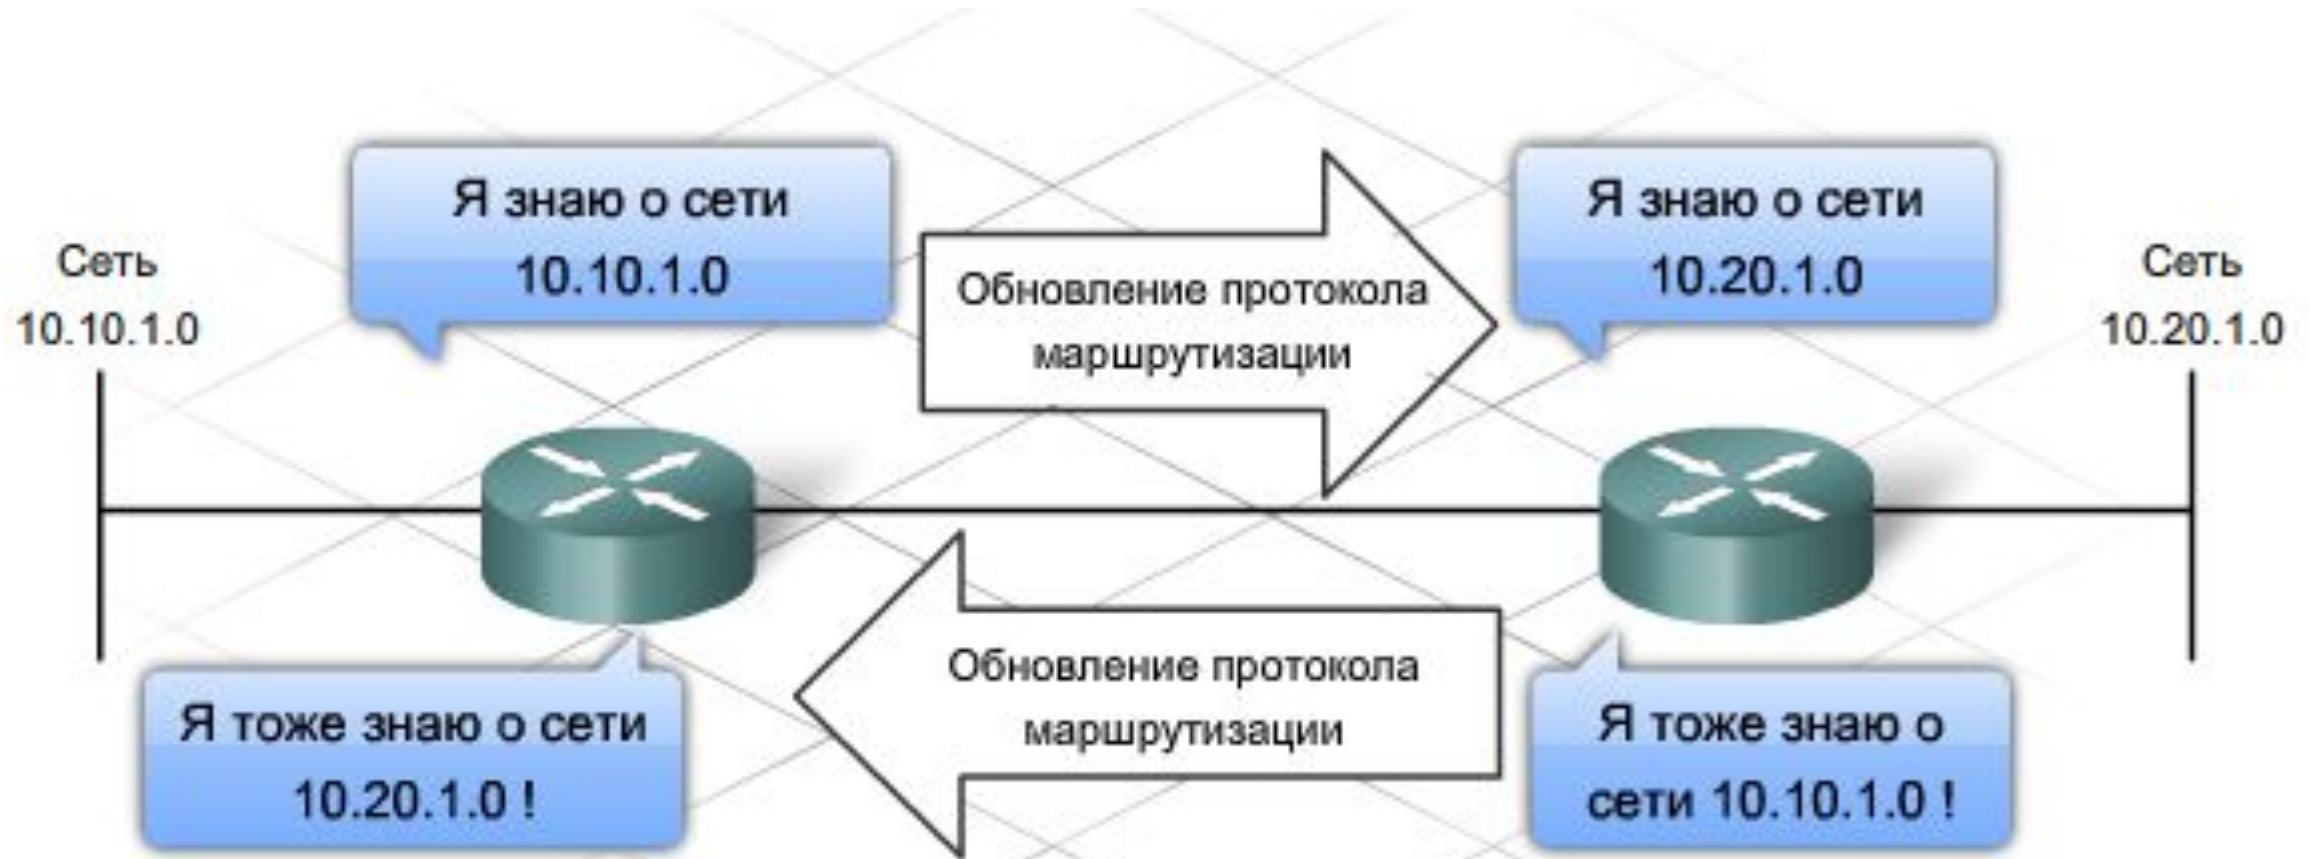 Сеть
10.10.1.0
Я знаю о сети
10.10.1.0
Обновление протокола
маршрутизации
Я знаю о сети
10.20.1.0
Сеть
10.20.1.0
Я тоже знаю о сети
10.20.1.0 !
Обновление протокола
маршрутизации
Я тоже знаю о
сети 10.10.1.0 !